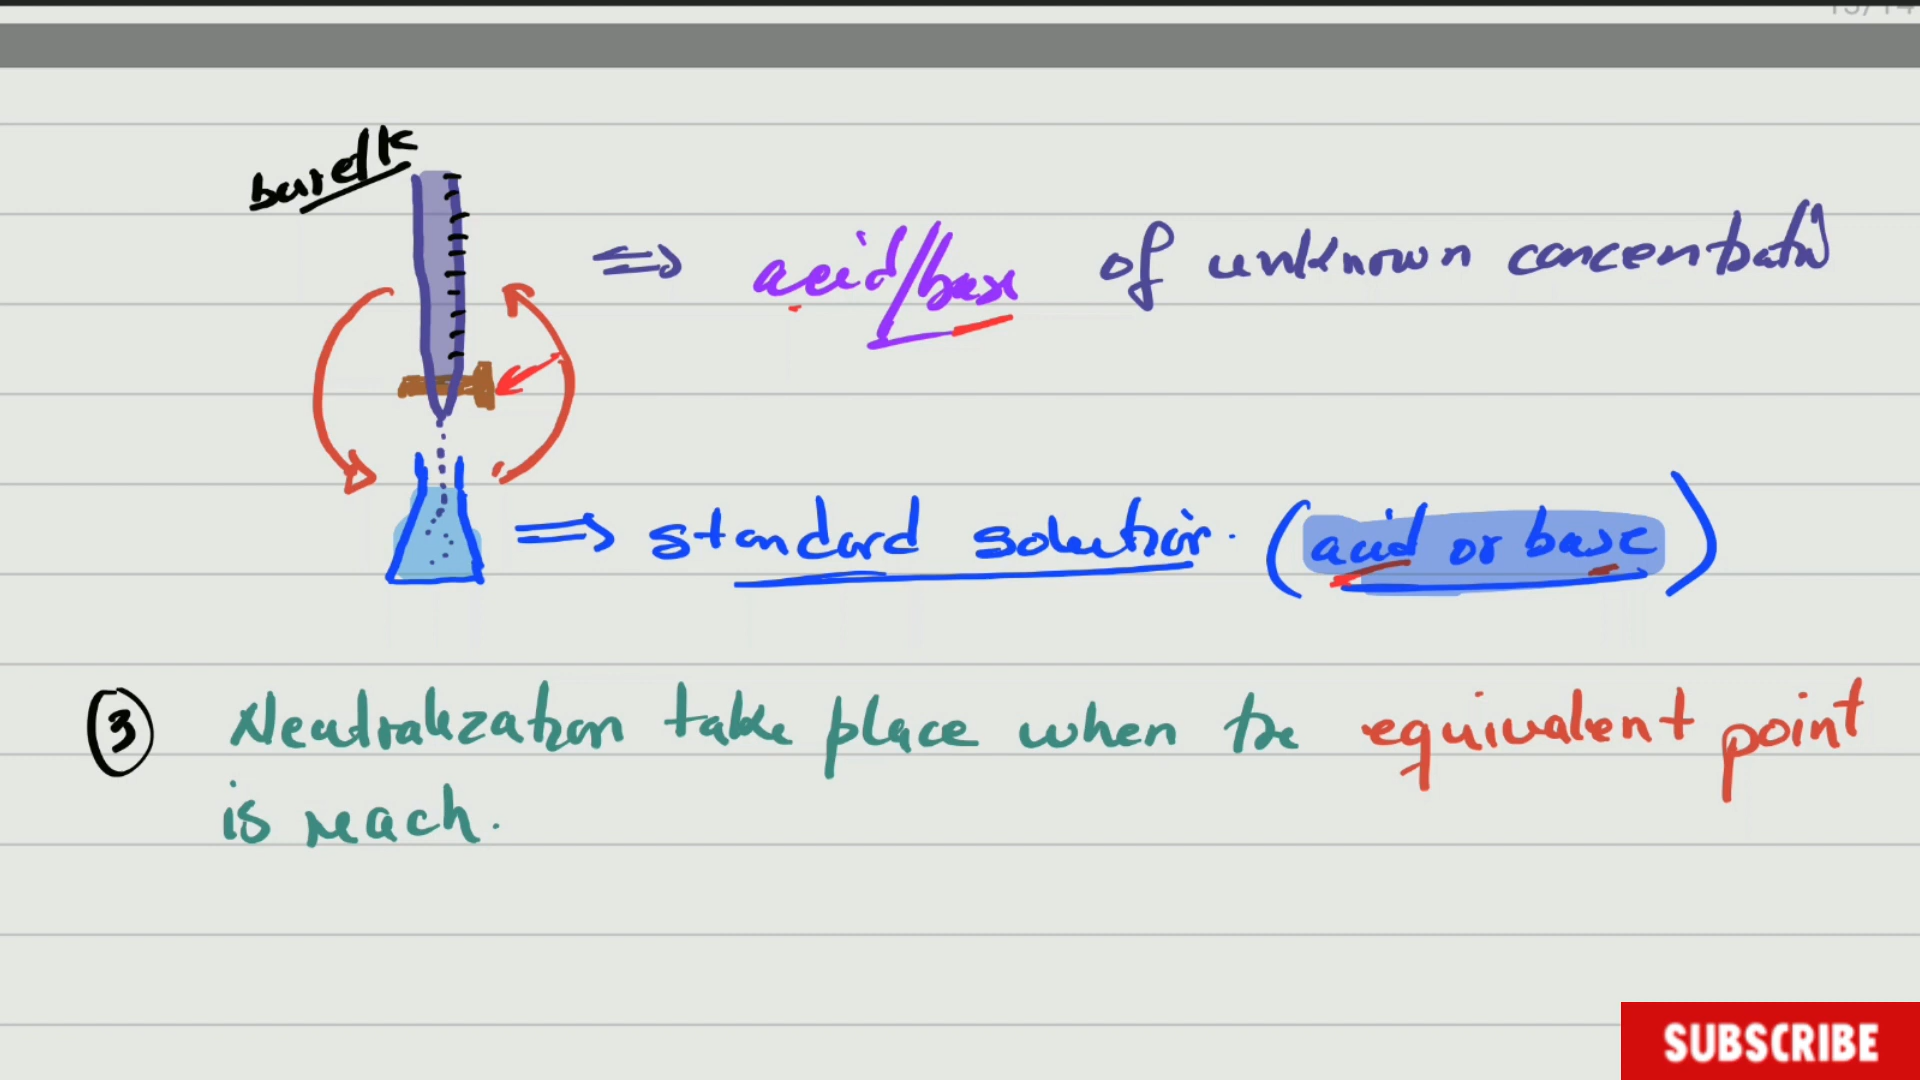 ⇒ acid/base of unknown concentration
⇒ standard solution. (acid or base)
③ Neutralization take place when the equivalent point
is reach.
SUBSCRIBE